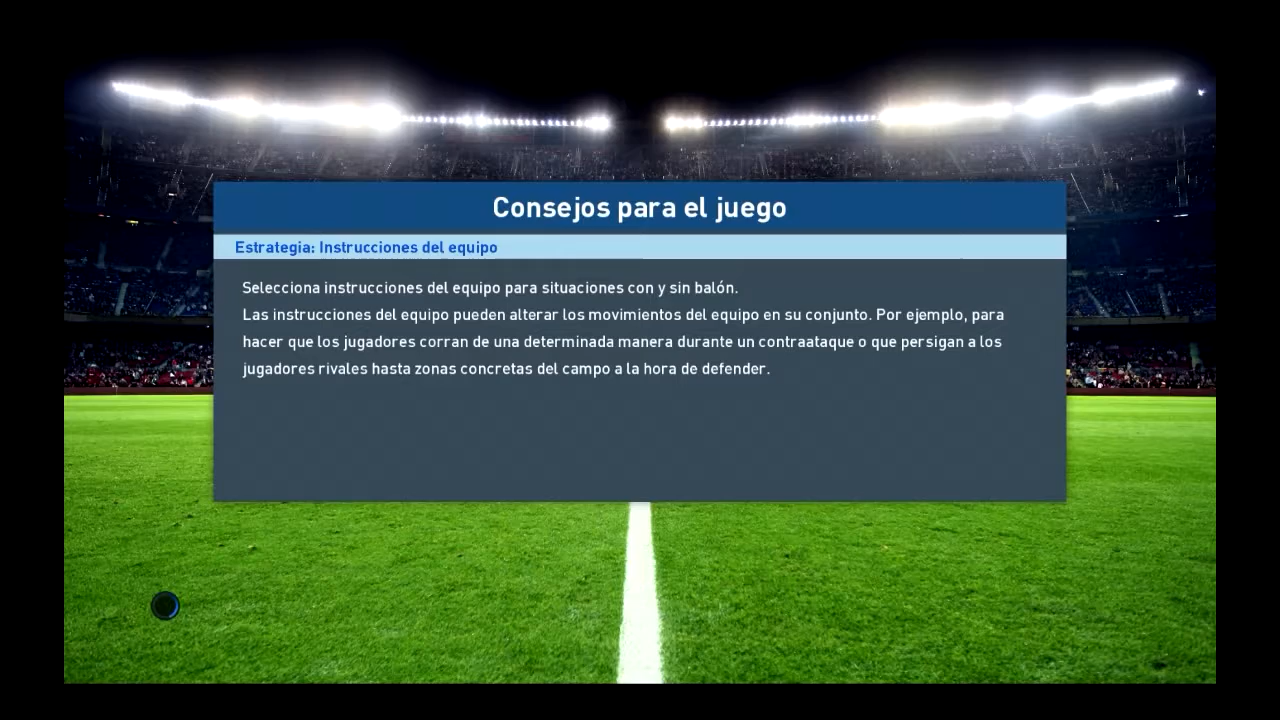 Consejos para el juego
Estrategia: Instrucciones del equipo
Selecciona instrucciones del equipo para situaciones con y sin balón.
Las instrucciones del equipo pueden alterar los movimientos del equipo en su conjunto. Por ejemplo, para
hacer que los jugadores corran de una determinada manera durante un contraataque o que persigan a los
jugadores rivales hasta zonas concretas del campo a la hora de defender.